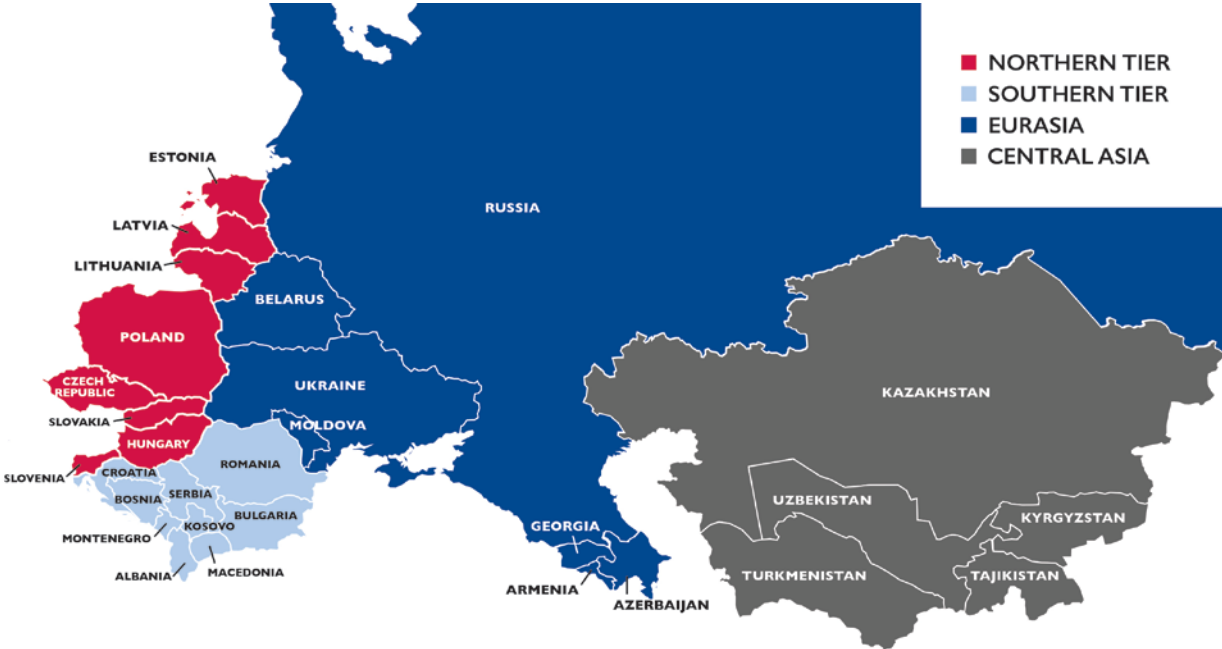 NORTHERN TIER
SOUTHERN TIER
EURASIA
CENTRAL ASIA
ESTONIA
RUSSIA
LATVIA
LITHUANIA
BELARUS
POLAND
CZECH
REPUBLIC
UKRAINE
KAZAKHSTAN
SLOVAKIA
MOLDOVA
HUNGARY
ROMANIA
SLOVENIA
CROATIA
BOSNIA
SERBIA
UZBEKISTAN
BULGARIA
KYRGYZSTAN
KOSOVO
GEORGIA
MONTENEGRO
ALBANIA
MACEDONIA
TURKMENISTAN
TAJIKISTAN
ARMENIA
AZERBAIJAN